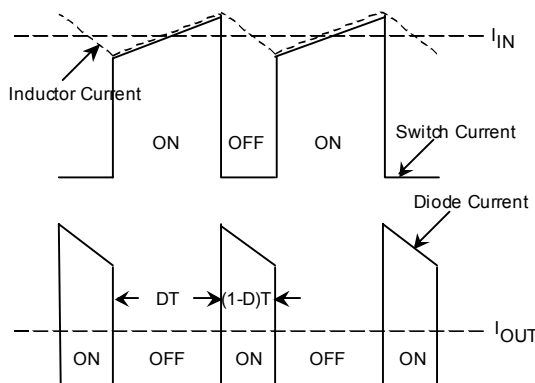 I_IN
Inductor Current
ON OFF ON
Switch Current
Diode Current
DT (1-D)T
I_OUT
ON OFF ON OFF ON